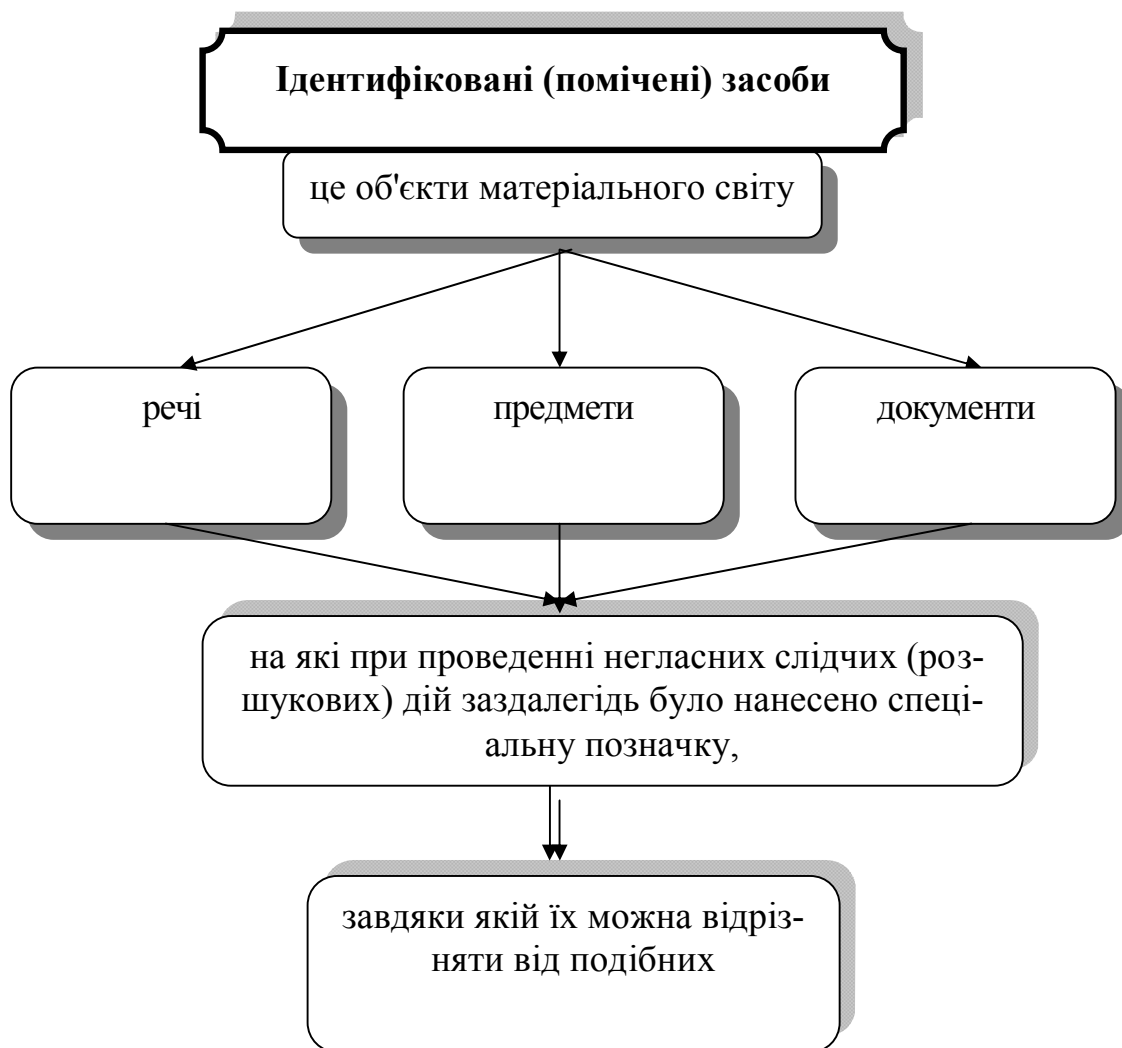 Ідентифіковані (помічені) засоби
це об'єкти матеріального світу
речі
предмети
документи
на які при проведенні негласних слідчих (роз-
шукових) дій заздалегідь було нанесено спеці-
альну позначку,
завдяки якій їх можна відріз-
няти від подібних